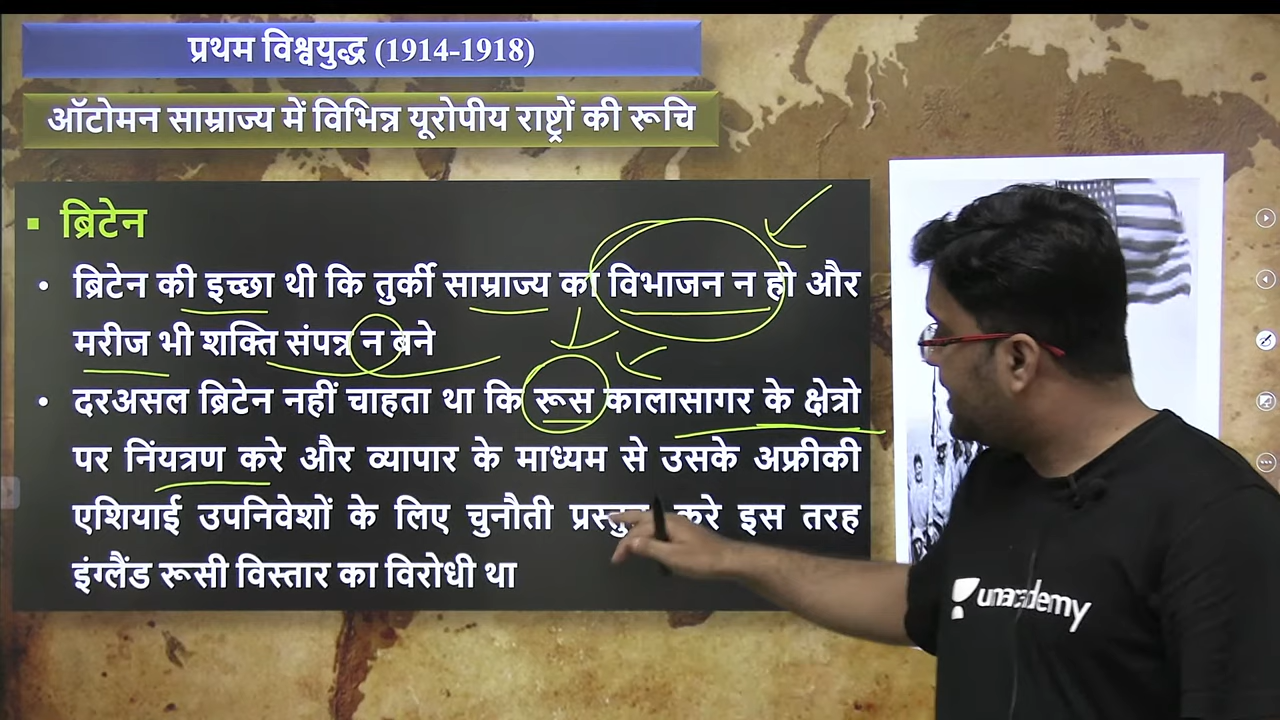 प्रथम विश्वयुद्ध (1914-1918)
ऑटोमन साम्राज्य में विभिन्न यूरोपीय राष्ट्रों की रूचि
ब्रिटेन
ब्रिटेन की इच्छा थी कि तुर्की साम्राज्य का विभाजन न हो और
मरीज भी शक्ति संपन्न न बने
दरअसल ब्रिटेन नहीं चाहता था कि रूस कालासागर के क्षेत्रो
पर निंयत्रण करे और व्यापार के माध्यम से उसके अफ्रीकी
एशियाई उपनिवेशों के लिए चुनौती करे इस तरह
इंग्लैंड रूसी विस्तार का विरोधी था
unacademy